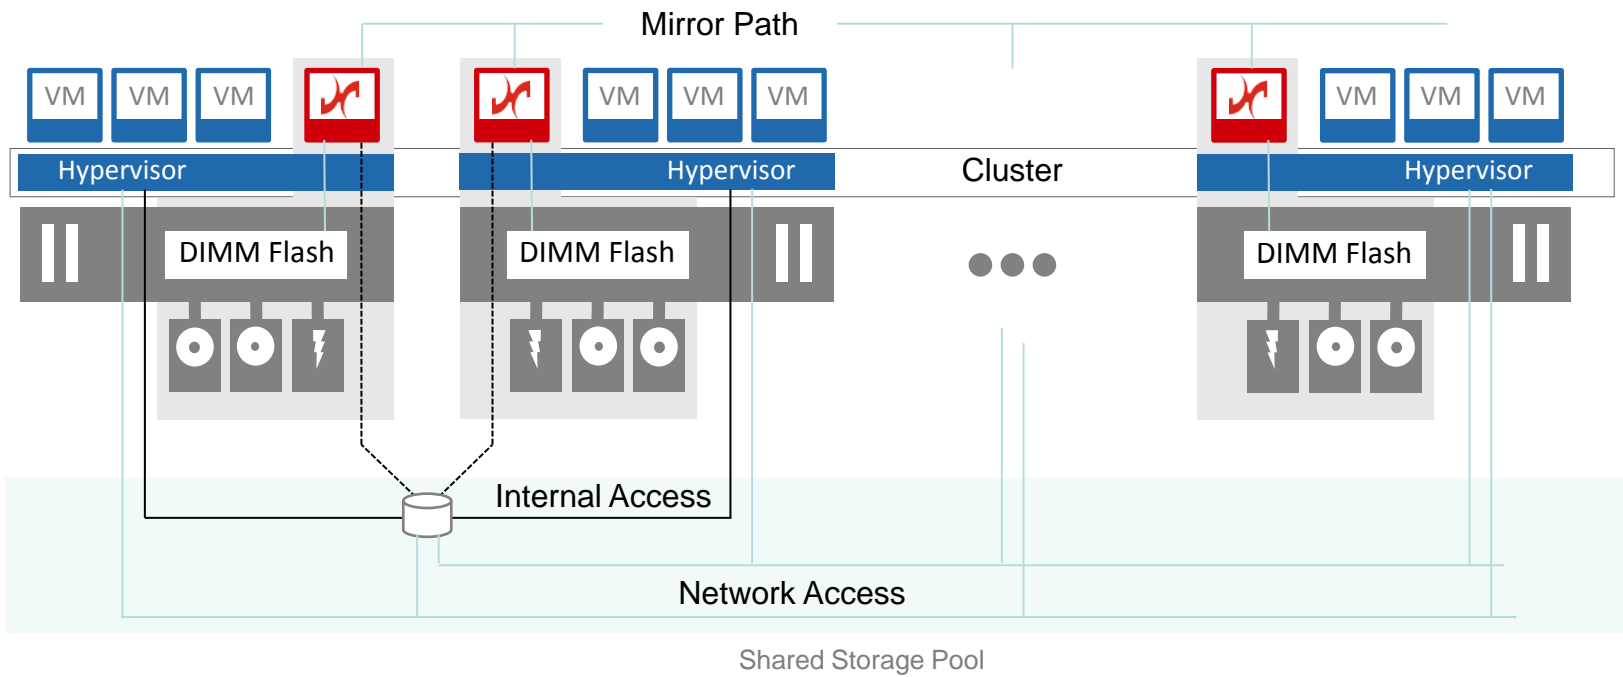 Mirror Path
VM VM VM VM VM VM VM VM VM
Hypervisor Hypervisor Cluster Hypervisor
DIMM Flash DIMM Flash DIMM Flash
Internal Access
Network Access
Shared Storage Pool